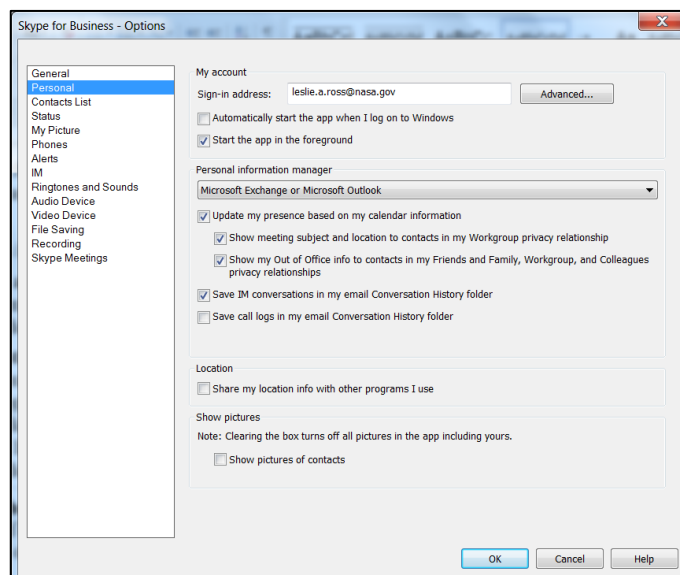 Skype for Business - Options
General
Personal
Contacts List
Status
My Picture
Phones
Alerts
IM
Ringtones and Sounds
Audio Device
Video Device
File Saving
Recording
Skype Meetings
My account
Sign-in address:
leslie.a.ross@nasa.gov
Advanced...
Automatically start the app when I log on to Windows
Start the app in the foreground
Personal information manager
Microsoft Exchange or Microsoft Outlook
Update my presence based on my calendar information
Show meeting subject and location to contacts in my Workgroup privacy relationship
Show my Out of Office info to contacts in my Friends and Family, Workgroup, and Colleagues
privacy relationships
Save IM conversations in my email Conversation History folder
Save call logs in my email Conversation History folder
Location
Share my location info with other programs I use
Show pictures
Note: Clearing the box turns off all pictures in the app including yours.
Show pictures of contacts
OK
Cancel
Help